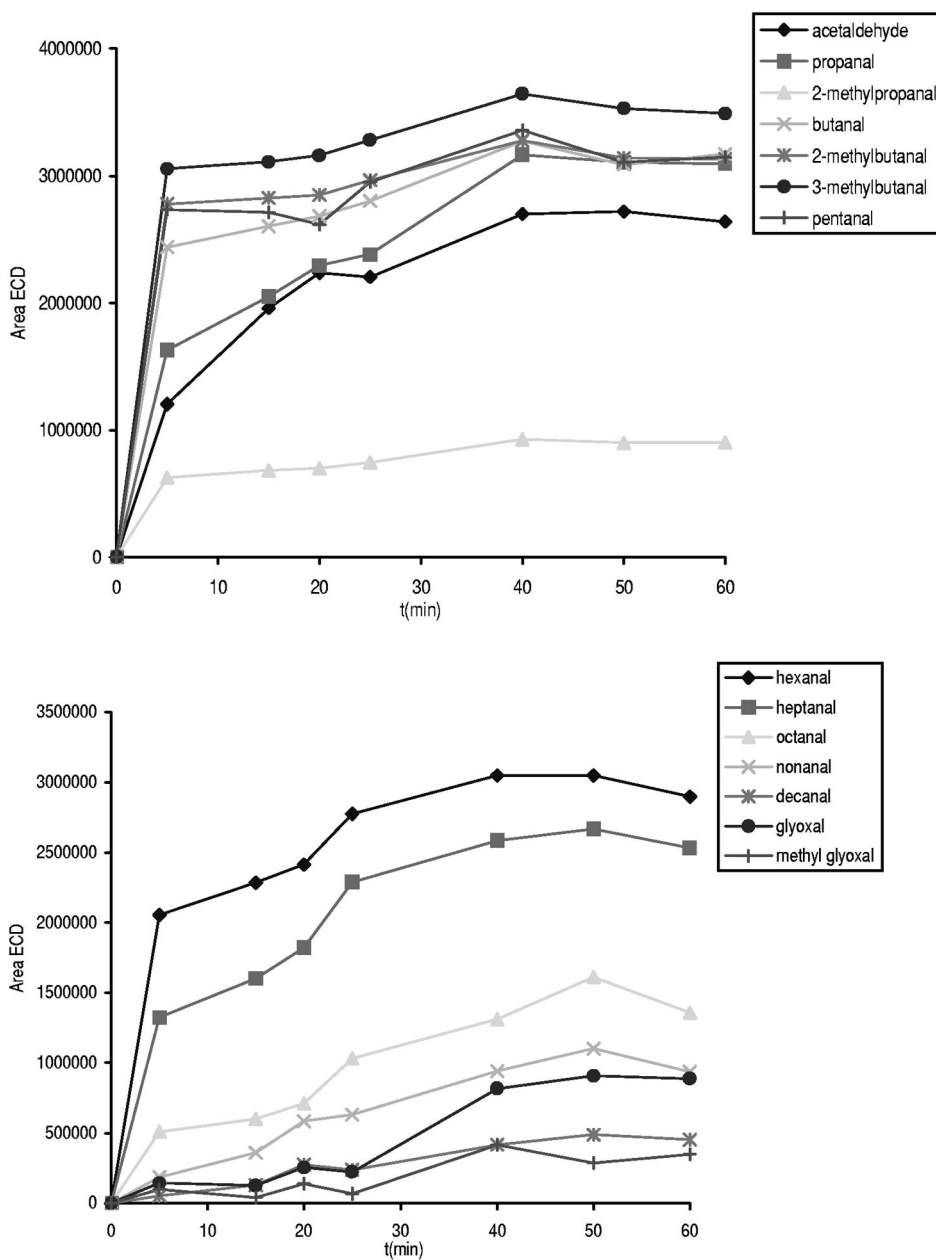 acetaldehyde
propanal
2-methylpropanal
butanal
2-methylbutanal
3-methylbutanal
pentanal
4000000
3000000
2000000
1000000
0
Area ECD
0 10 20 30 40 50 60
t(min)
hexanal
heptanal
octanal
nonanal
decanal
glyoxal
methyl glyoxal
3500000
3000000
2500000
2000000
1500000
1000000
500000
0
Area ECD
0 10 20 30 40 50 60
t(min)